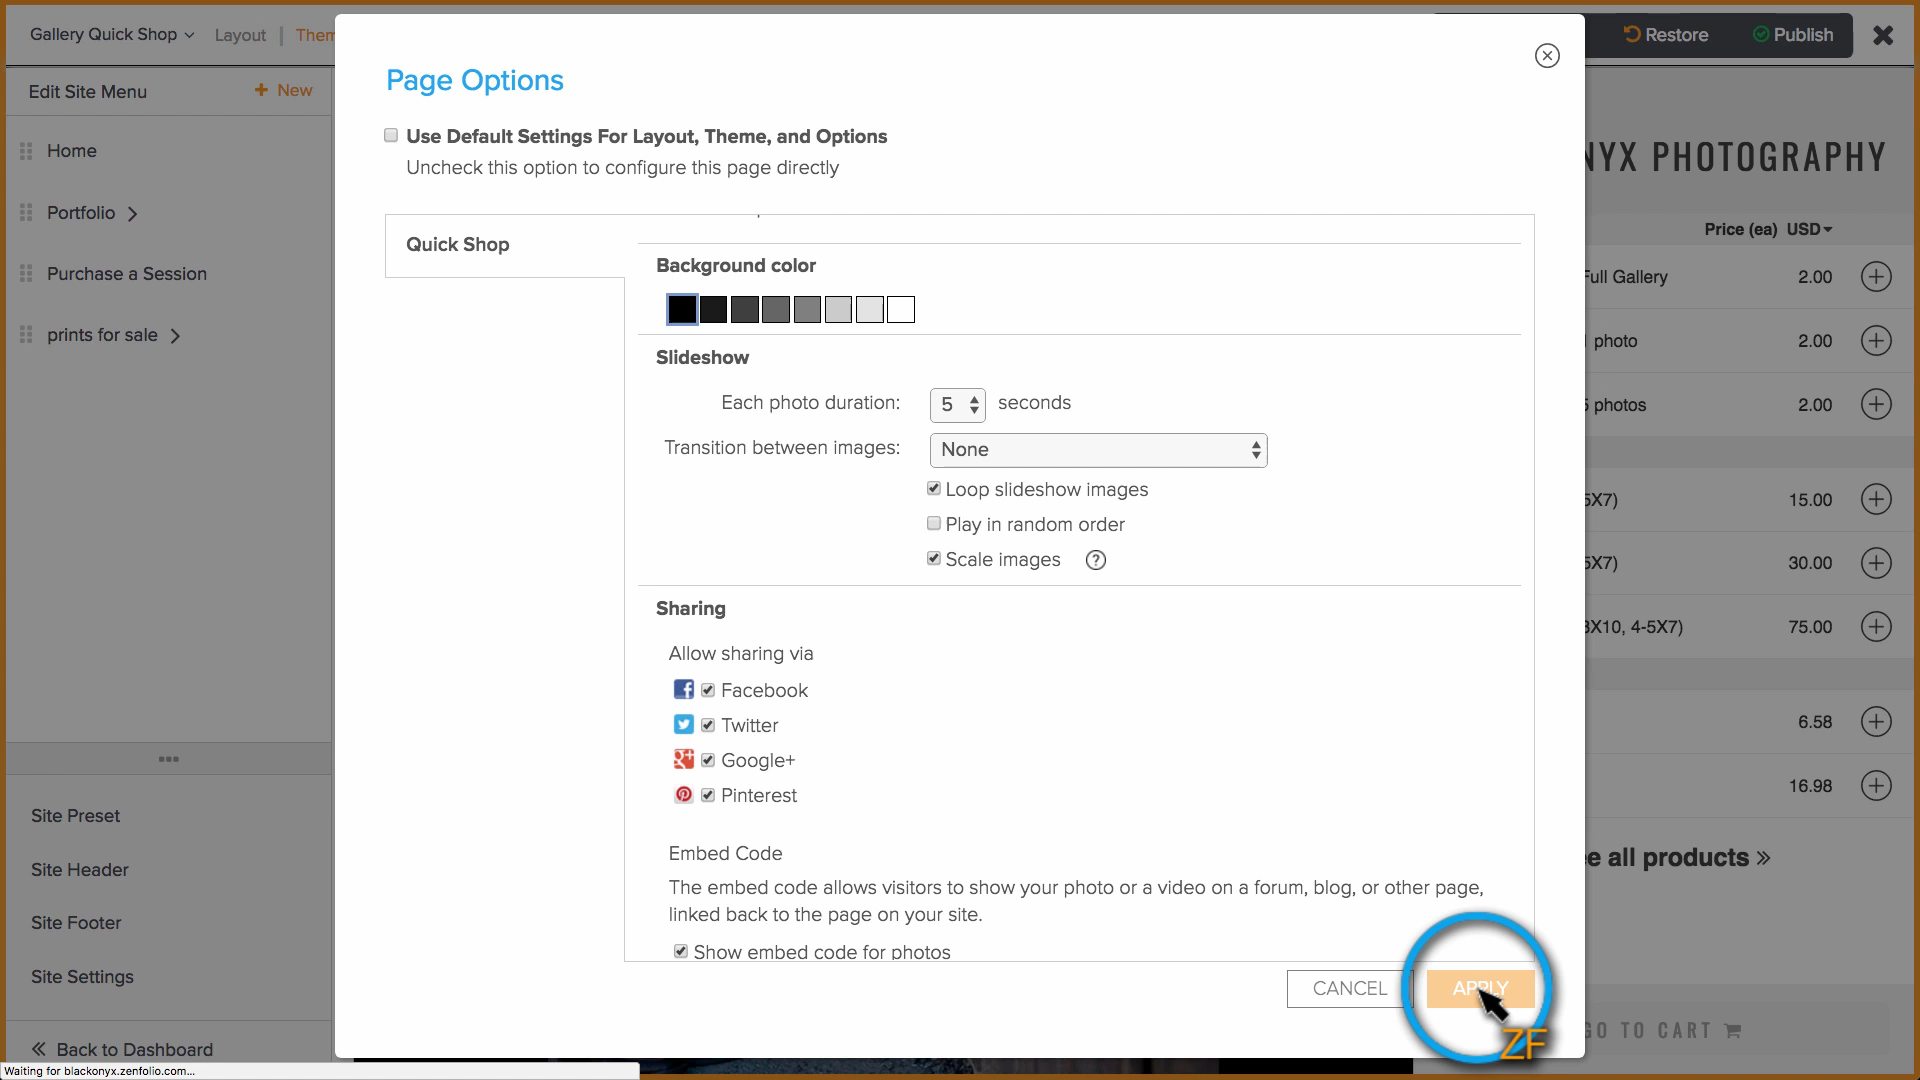 Gallery Quick Shop
Layout
Them
Restore
Publish
Edit Site Menu
New
Home
Portfolio
Purchase a Session
prints for sale
Site Preset
Site Header
Site Footer
Site Settings
Back to Dashboard
Waiting for blackonyx.zenfolio.com...
Page Options
Use Default Settings For Layout, Theme, and Options
Uncheck this option to configure this page directly
Quick Shop
Background color
Slideshow
Each photo duration: 5 seconds
Transition between images: None
Loop slideshow images
Play in random order
Scale images ?
Sharing
Allow sharing via
Facebook
Twitter
Google+
Pinterest
Embed Code
The embed code allows visitors to show your photo or a video on a forum, blog, or other page,
linked back to the page on your site.
Show embed code for photos
CANCEL
APPLY
ZF
NYX PHOTOGRAPHY
Price (ea) USD
Full Gallery 2.00
photo 2.00
5 photos 2.00
5X7) 15.00
5X7) 30.00
8X10, 4-5X7) 75.00
6.58
16.98
e all products
GO TO CART